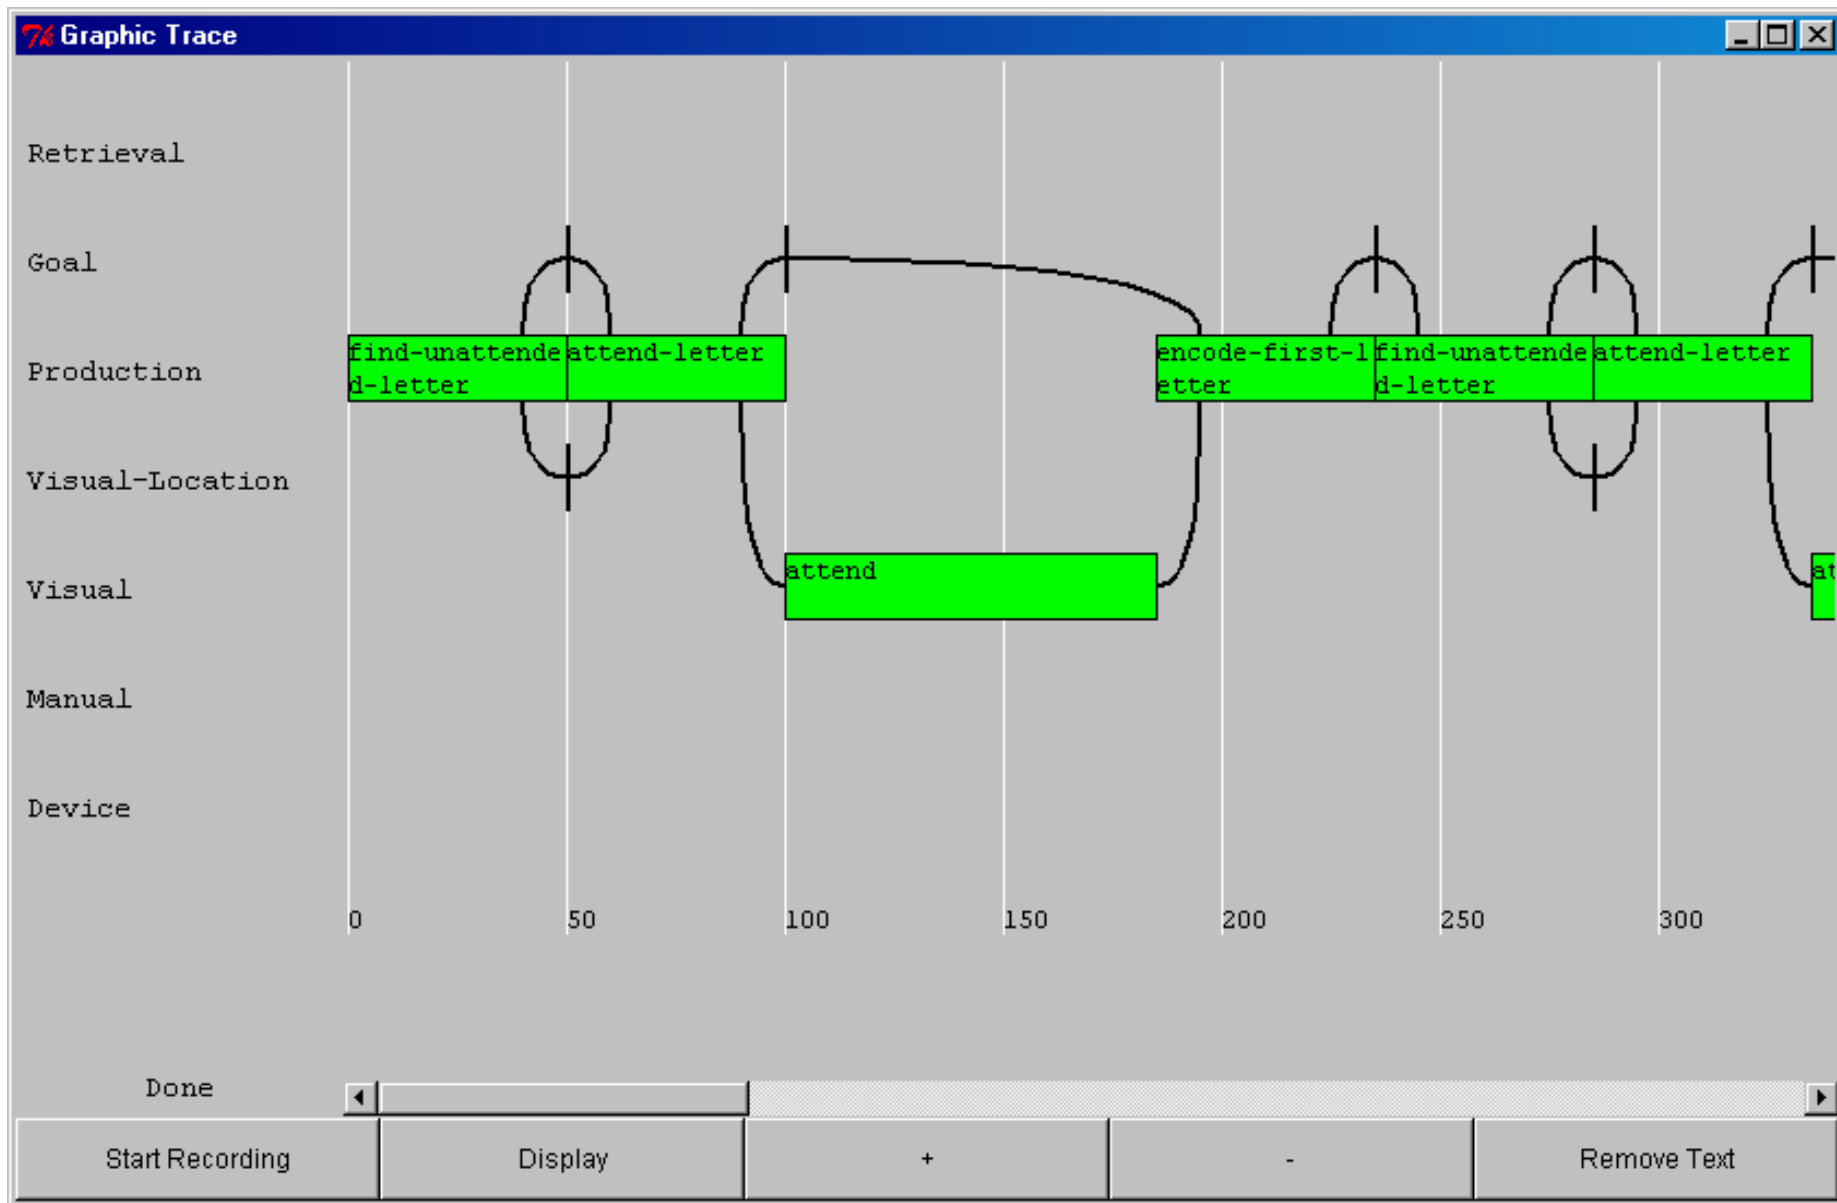 Graphic Trace
Retrieval
Goal
Production
find-unattende
d-letter
attend-letter
encode-first-l
etter
find-unattende
d-letter
attend-letter
Visual-Location
Visual
attend
at
Manual
Device
0 50 100 150 200 250 300
Done
Start Recording Display + - Remove Text